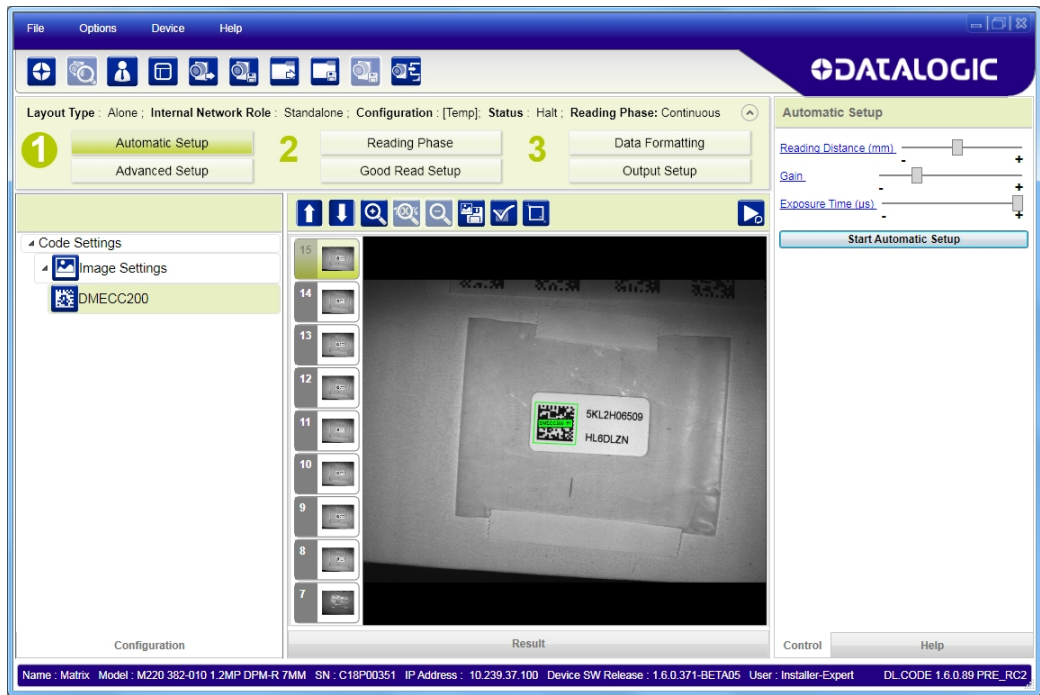 File Options Device Help
DATALOGIC
Layout Type : Alone ; Internal Network Role : Standalone ; Configuration : [Temp]; Status : Halt ; Reading Phase: Continuous
1 Automatic Setup 2 Reading Phase 3 Data Formatting
Advanced Setup Good Read Setup Output Setup
Automatic Setup
Reading Distance (mm) - +
Gain - +
Exposure Time (µs) - +
Start Automatic Setup
Code Settings
Image Settings
DMECC200
100%
15
14
13
12
11
10
9
8
7
5KL2H06509
HL6DLZN
Configuration
Result
Control Help
Name : Matrix Model : M220 382-010 1.2MP DPM-R 7MM SN : C18P00351 IP Address : 10.239.37.100 Device SW Release : 1.6.0.371-BETA05 User : Installer-Expert DL.CODE 1.6.0.89 PRE_RC2